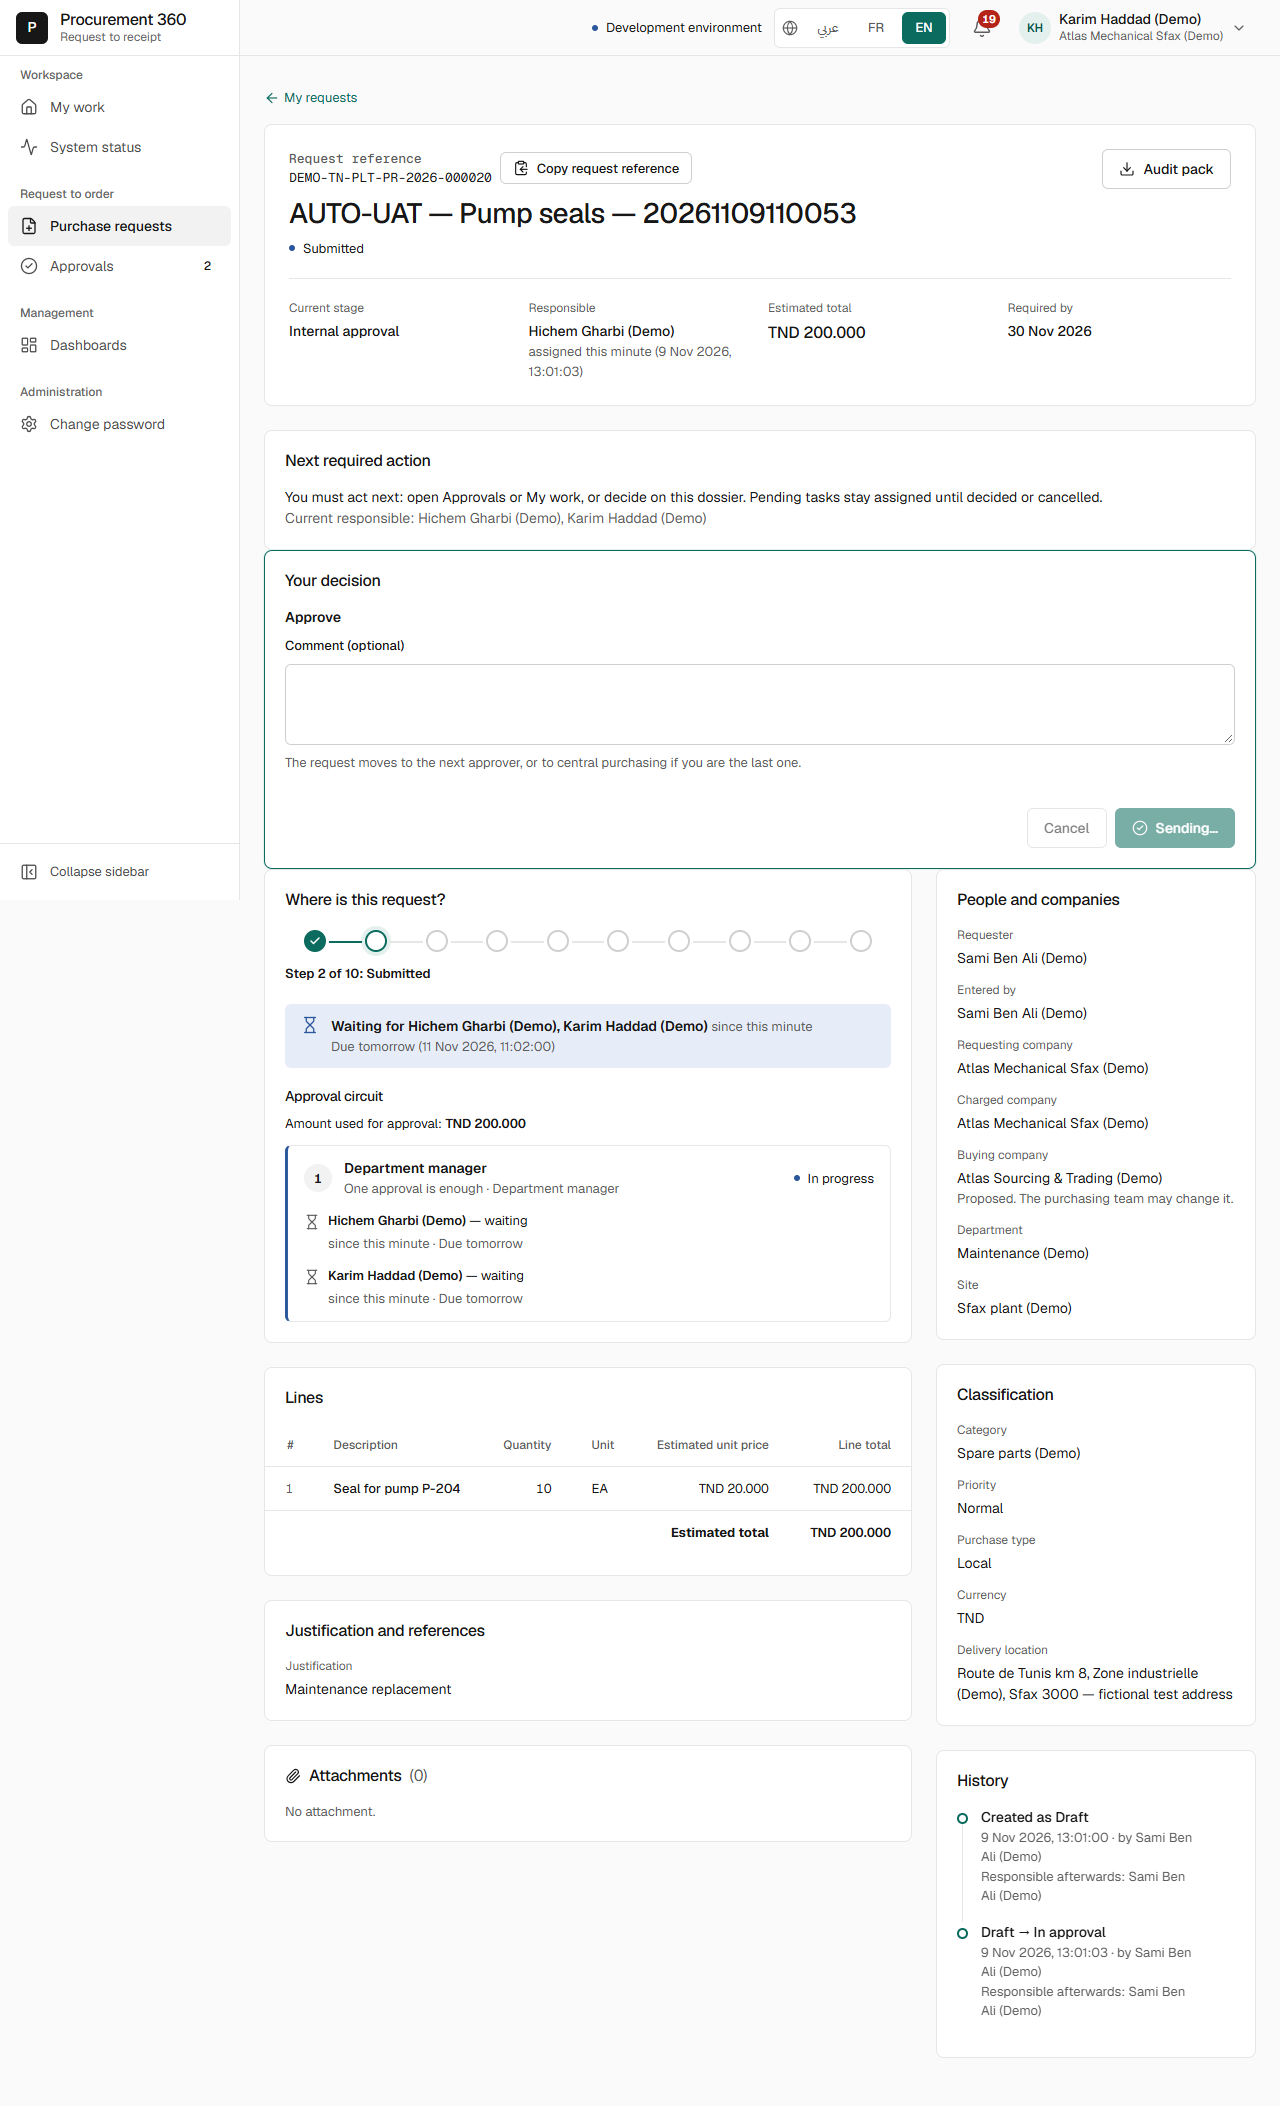 P
Procurement 360
Request to receipt
Development environment
عربي
FR
EN
19
KH
Karim Haddad (Demo)
Atlas Mechanical Sfax (Demo)
Workspace
My work
System status
Request to order
Purchase requests
Approvals
2
Management
Dashboards
Administration
Change password
Collapse sidebar
My requests
Request reference
DEMO-TN-PLT-PR-2026-000020
Copy request reference
Audit pack
AUTO-UAT — Pump seals — 20261109110053
Submitted
Current stage
Internal approval
Responsible
Hichem Gharbi (Demo)
assigned this minute (9 Nov 2026,
13:01:03)
Estimated total
TND 200.000
Required by
30 Nov 2026
Next required action
You must act next: open Approvals or My work, or decide on this dossier. Pending tasks stay assigned until decided or cancelled.
Current responsible: Hichem Gharbi (Demo), Karim Haddad (Demo)
Your decision
Approve
Comment (optional)
The request moves to the next approver, or to central purchasing if you are the last one.
Cancel
Sending...
Where is this request?
Step 2 of 10: Submitted
Waiting for Hichem Gharbi (Demo), Karim Haddad (Demo) since this minute
Due tomorrow (11 Nov 2026, 11:02:00)
Approval circuit
Amount used for approval: TND 200.000
1
Department manager
One approval is enough · Department manager
In progress
Hichem Gharbi (Demo) — waiting
since this minute · Due tomorrow
Karim Haddad (Demo) — waiting
since this minute · Due tomorrow
Lines
# Description Quantity Unit Estimated unit price Line total
1 Seal for pump P-204 10 EA TND 20.000 TND 200.000
Estimated total TND 200.000
Justification and references
Justification
Maintenance replacement
Attachments (0)
No attachment.
People and companies
Requester
Sami Ben Ali (Demo)
Entered by
Sami Ben Ali (Demo)
Requesting company
Atlas Mechanical Sfax (Demo)
Charged company
Atlas Mechanical Sfax (Demo)
Buying company
Atlas Sourcing & Trading (Demo)
Proposed. The purchasing team may change it.
Department
Maintenance (Demo)
Site
Sfax plant (Demo)
Classification
Category
Spare parts (Demo)
Priority
Normal
Purchase type
Local
Currency
TND
Delivery location
Route de Tunis km 8, Zone industrielle
(Demo), Sfax 3000 — fictional test address
History
Created as Draft
9 Nov 2026, 13:01:00 · by Sami Ben
Ali (Demo)
Responsible afterwards: Sami Ben
Ali (Demo)
Draft → In approval
9 Nov 2026, 13:01:03 · by Sami Ben
Ali (Demo)
Responsible afterwards: Sami Ben
Ali (Demo)